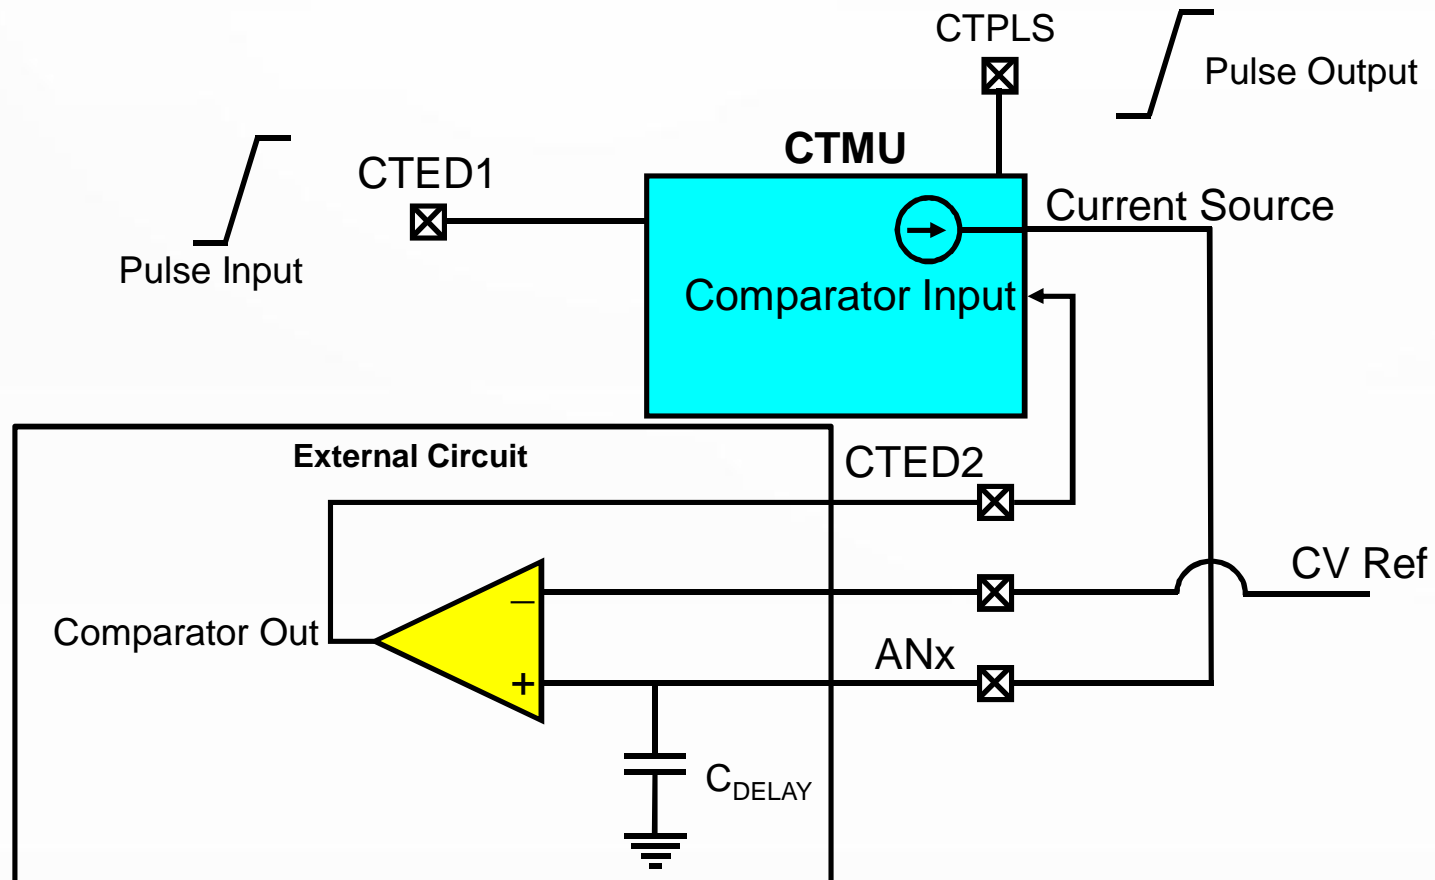 CTPLS
Pulse Output
CTMU
CTED1
Current Source
Pulse Input
Comparator Input
External Circuit
CTED2
CV Ref
–
Comparator Out
ANx
+
CDELAY